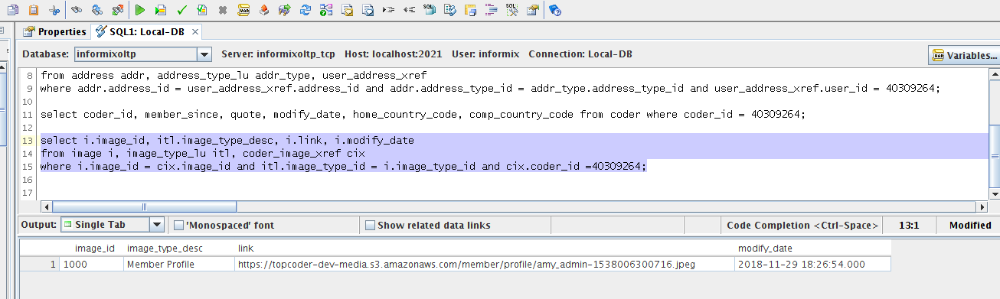 Properties SQL1: Local-DB
Database: informixoltp Server: informixoltp_tcp Host: localhost:2021 User: informix Connection: Local-DB Variables...
8 from address addr, address_type_lu addr_type, user_address_xref
9 where addr.address_id = user_address_xref.address_id and addr.address_type_id = addr_type.address_type_id and user_address_xref.user_id = 40309264;
10
11 select coder_id, member_since, quote, modify_date, home_country_code, comp_country_code from coder where coder_id = 40309264;
12
13 select i.image_id, itl.image_type_desc, i.link, i.modify_date
14 from image i, image_type_lu itl, coder_image_xref cix
15 where i.image_id = cix.image_id and itl.image_type_id = i.image_type_id and cix.coder_id =40309264;
16
17
Output: Single Tab 'Monospaced' font Show related data links Code Completion <Ctrl-Space> 13:1 Modified
image_id image_type_desc link modify_date
1 1000 Member Profile https://topcoder-dev-media.s3.amazonaws.com/member/profile/amy_admin-1538006300716.jpeg 2018-11-29 18:26:54.000